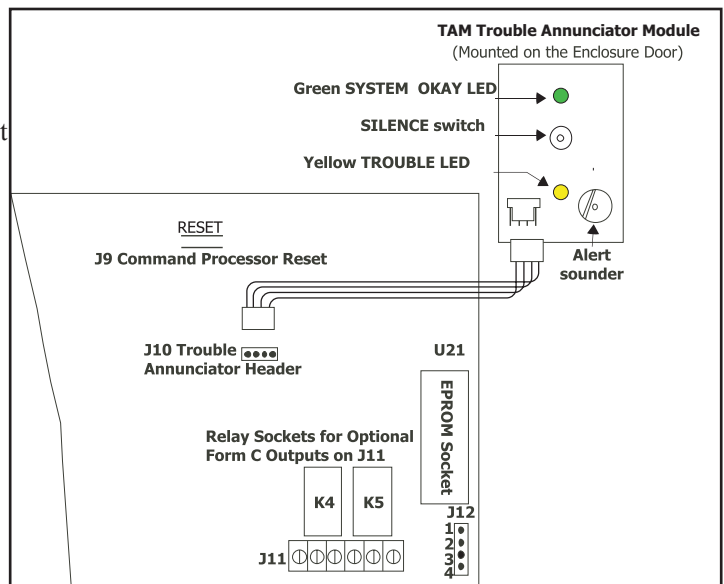 TAM Trouble Annunciator Module
(Mounted on the Enclosure Door)
Green SYSTEM OKAY LED
SILENCE switch
t
Yellow TROUBLE LED
RESET
J9 Command Processor Reset
Alert
sounder
J10 Trouble
Annunciator Header
U21
EPROM Socket
Relay Sockets for Optional
Form C Outputs on J11
K4
K5
J12
1
2
3
4
J11